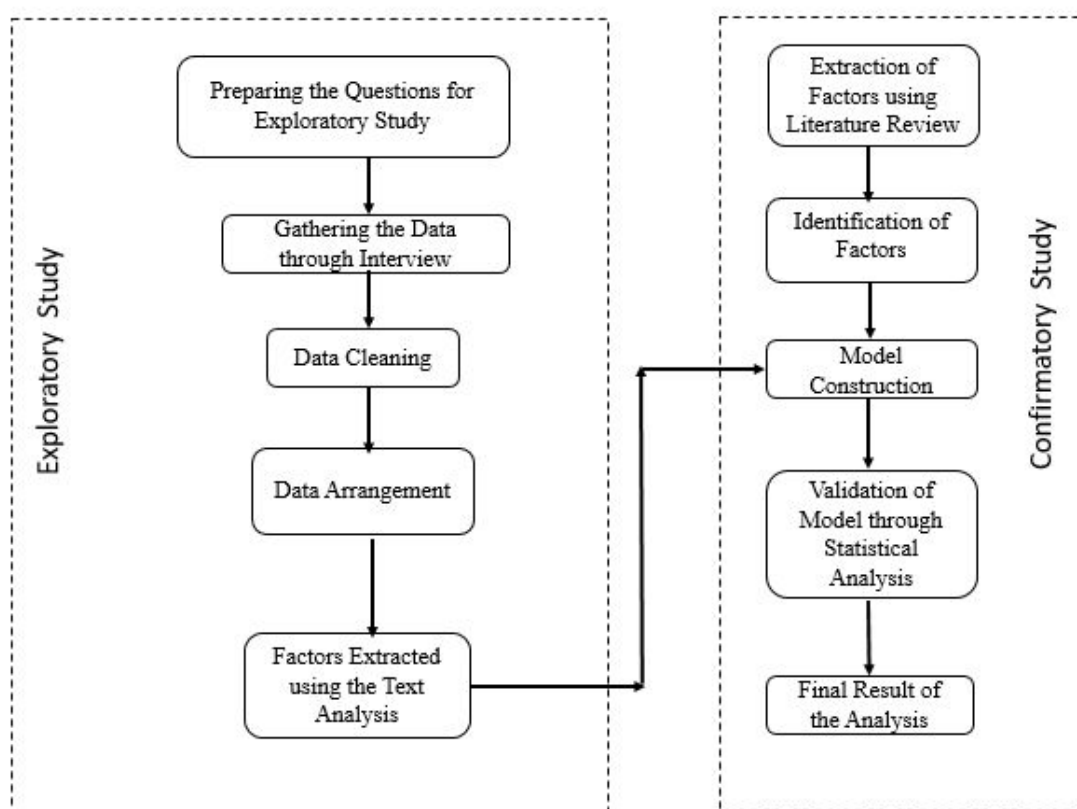 Exploratory Study
Preparing the Questions for
Exploratory Study
Gathering the Data
through Interview
Data Cleaning
Data Arrangement
Factors Extracted
using the Text
Analysis
Extraction of
Factors using
Literature Review
Identification of
Factors
Model
Construction
Validation of
Model through
Statistical
Analysis
Final Result of
the Analysis
Confirmatory Study